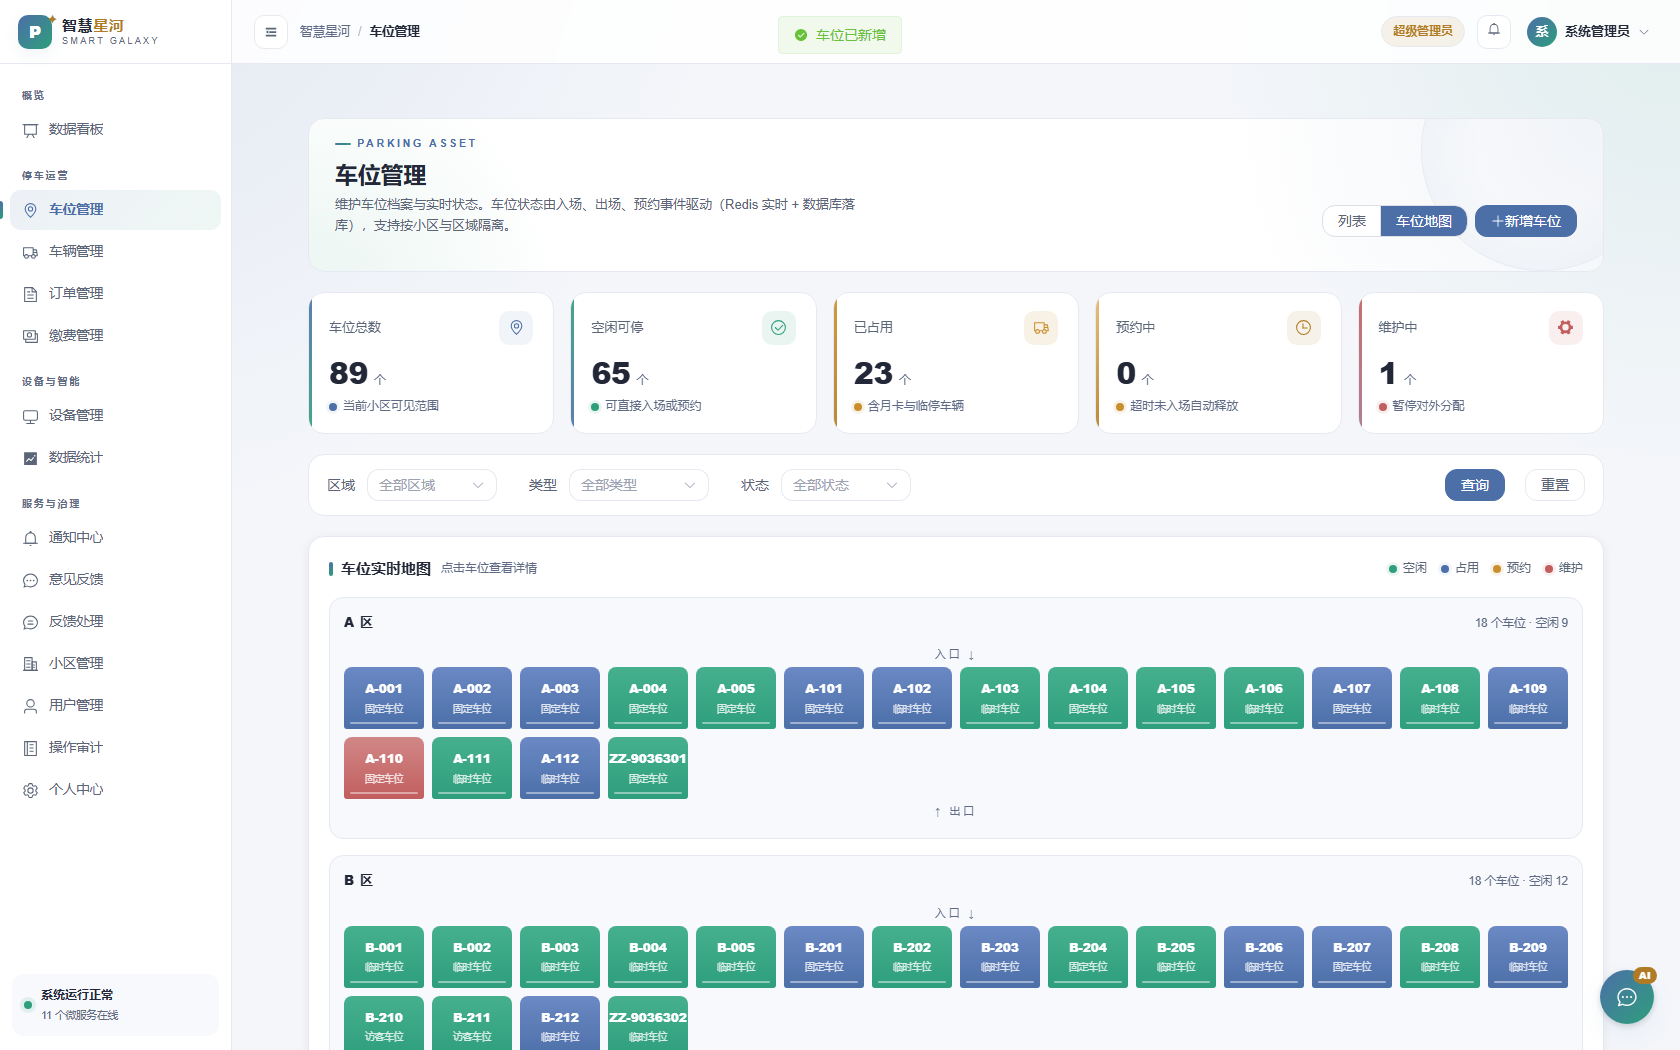 P 智慧星河
SMART GALAXY
智慧星河 / 车位管理
车位已新增
超级管理员
系 系统管理员
概览
数据看板
停车运营
车位管理
车辆管理
订单管理
缴费管理
设备与智能
设备管理
数据统计
服务与治理
通知中心
意见反馈
反馈处理
小区管理
用户管理
操作审计
个人中心
系统运行正常
11 个微服务在线
PARKING ASSET
车位管理
维护车位档案与实时状态。车位状态由入场、出场、预约事件驱动（Redis 实时 + 数据库落
库），支持按小区与区域隔离。
列表 车位地图 +新增车位
车位总数
89 个
当前小区可见范围
空闲可停
65 个
可直接入场或预约
已占用
23 个
含月卡与临停车辆
预约中
0 个
超时未入场自动释放
维护中
1 个
暂停对外分配
区域 全部区域 类型 全部类型 状态 全部状态 查询 重置
车位实时地图 点击车位查看详情 空闲 占用 预约 维护
A 区 18 个车位 · 空闲 9
入口 ↓
A-001 A-002 A-003 A-004 A-005 A-101 A-102 A-103 A-104 A-105 A-106 A-107 A-108 A-109
固定车位 固定车位 固定车位 固定车位 固定车位 固定车位 临时车位 临时车位 固定车位 临时车位 临时车位 固定车位 临时车位 临时车位
A-110 A-111 A-112 ZZ-9036301
固定车位 临时车位 临时车位 固定车位
↑ 出口
B 区 18 个车位 · 空闲 12
入口 ↓
B-001 B-002 B-003 B-004 B-005 B-201 B-202 B-203 B-204 B-205 B-206 B-207 B-208 B-209
临时车位 临时车位 临时车位 临时车位 临时车位 固定车位 临时车位 临时车位 固定车位 临时车位 临时车位 固定车位 临时车位 临时车位
B-210 B-211 B-212 ZZ-9036302
访客车位 访客车位 临时车位 临时车位
AI